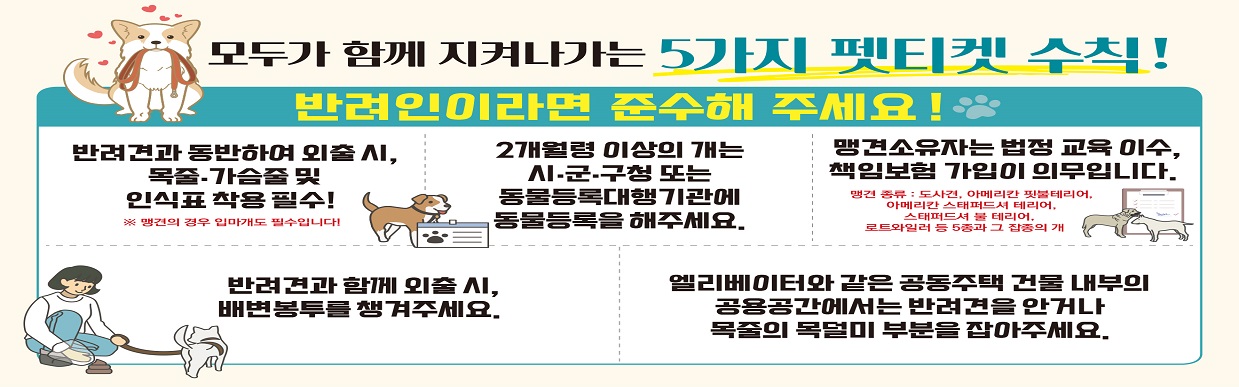 모두가 함께 지켜나가는 5가지 펫티켓 수칙!
반려인이라면 준수해 주세요!
반려견과 동반하여 외출 시,
목줄·가슴줄 및
인식표 착용 필수!
※ 맹견의 경우 입마개도 필수입니다!
2개월령 이상의 개는
시·군·구청 또는
동물등록대행기관에
동물등록을 해주세요.
맹견소유자는 법정 교육 이수,
책임보험 가입이 의무입니다.
맹견 종류 : 도사견, 아메리칸 핏불테리어,
아메리칸 스태퍼드셔 테리어,
스태퍼드셔 불 테리어,
로트와일러 등 5종과 그 잡종의 개
반려견과 함께 외출 시,
배변봉투를 챙겨주세요.
엘리베이터와 같은 공동주택 건물 내부의
공용공간에서는 반려견을 안거나
목줄의 목덜미 부분을 잡아주세요.